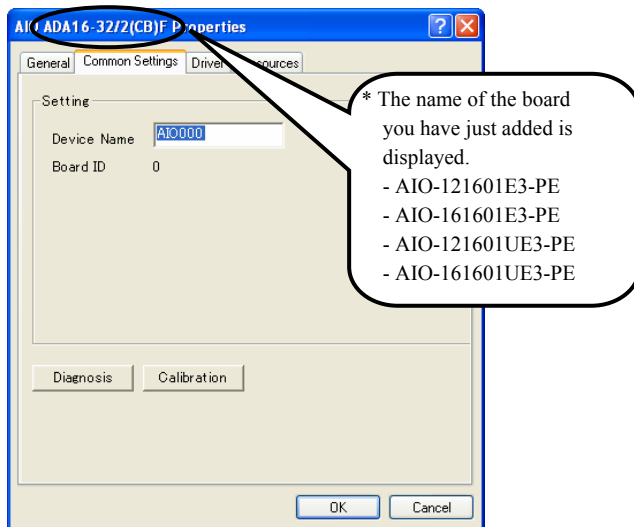 AIO ADA16-32/2(CB)F Properties
General Common Settings Driver
Setting
Device Name AIO000
Board ID 0
* The name of the board
you have just added is
displayed.
- AIO-121601E3-PE
- AIO-161601E3-PE
- AIO-121601UE3-PE
- AIO-161601UE3-PE
Diagnosis Calibration
OK Cancel